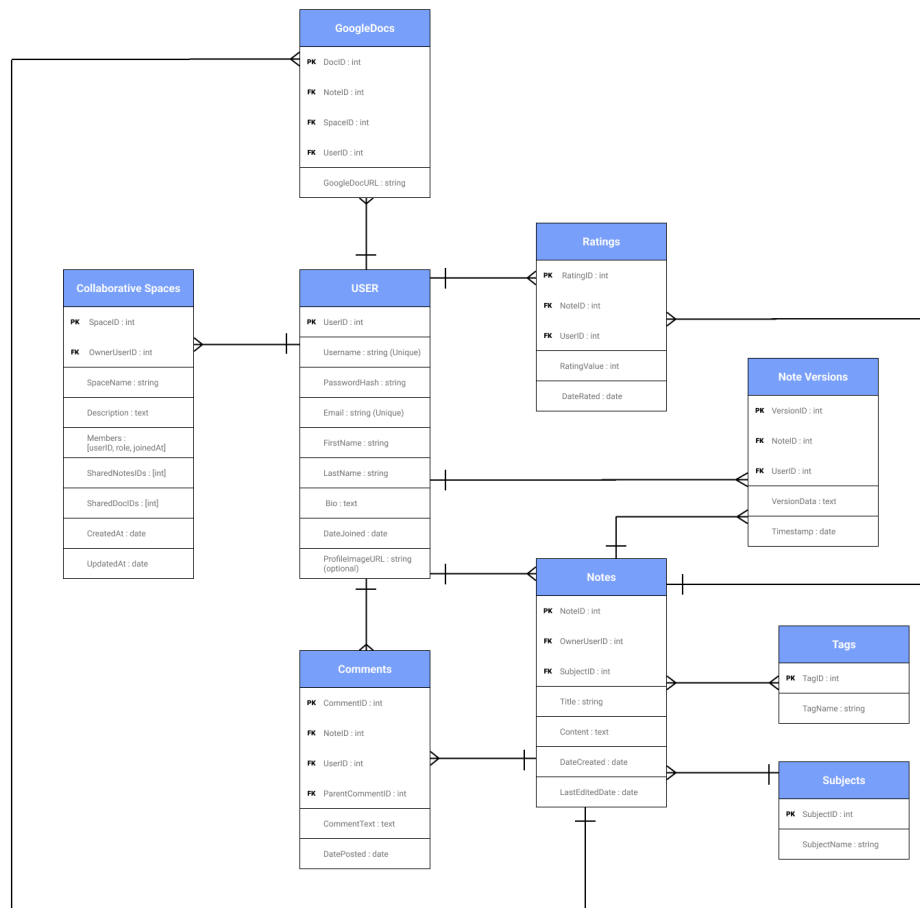 GoogleDocs
PK DocID : int
FK NoteID : int
FK SpaceID : int
FK UserID : int
GoogleDocURL : string
Ratings
PK RatingID : int
FK NoteID : int
FK UserID : int
RatingValue : int
DateRated : date
Collaborative Spaces
PK SpaceID : int
FK OwnerUserID : int
SpaceName : string
Description : text
Members :
[userID, role, joinedAt]
SharedNotesIDs : [int]
SharedDocIDs : [int]
CreatedAt : date
UpdatedAt : date
USER
PK UserID : int
Username : string (Unique)
PasswordHash : string
Email : string (Unique)
FirstName : string
LastName : string
Bio : text
DateJoined : date
ProfileImageURL : string
(optional)
Note Versions
PK VersionID : int
FK NoteID : int
FK UserID : int
VersionData : text
Timestamp : date
Notes
PK NoteID : int
FK OwnerUserID : int
FK SubjectID : int
Title : string
Content : text
DateCreated : date
LastEditedDate : date
Tags
PK TagID : int
TagName : string
Comments
PK CommentID : int
FK NoteID : int
FK UserID : int
FK ParentCommentID : int
CommentText : text
DatePosted : date
Subjects
PK SubjectID : int
SubjectName : string